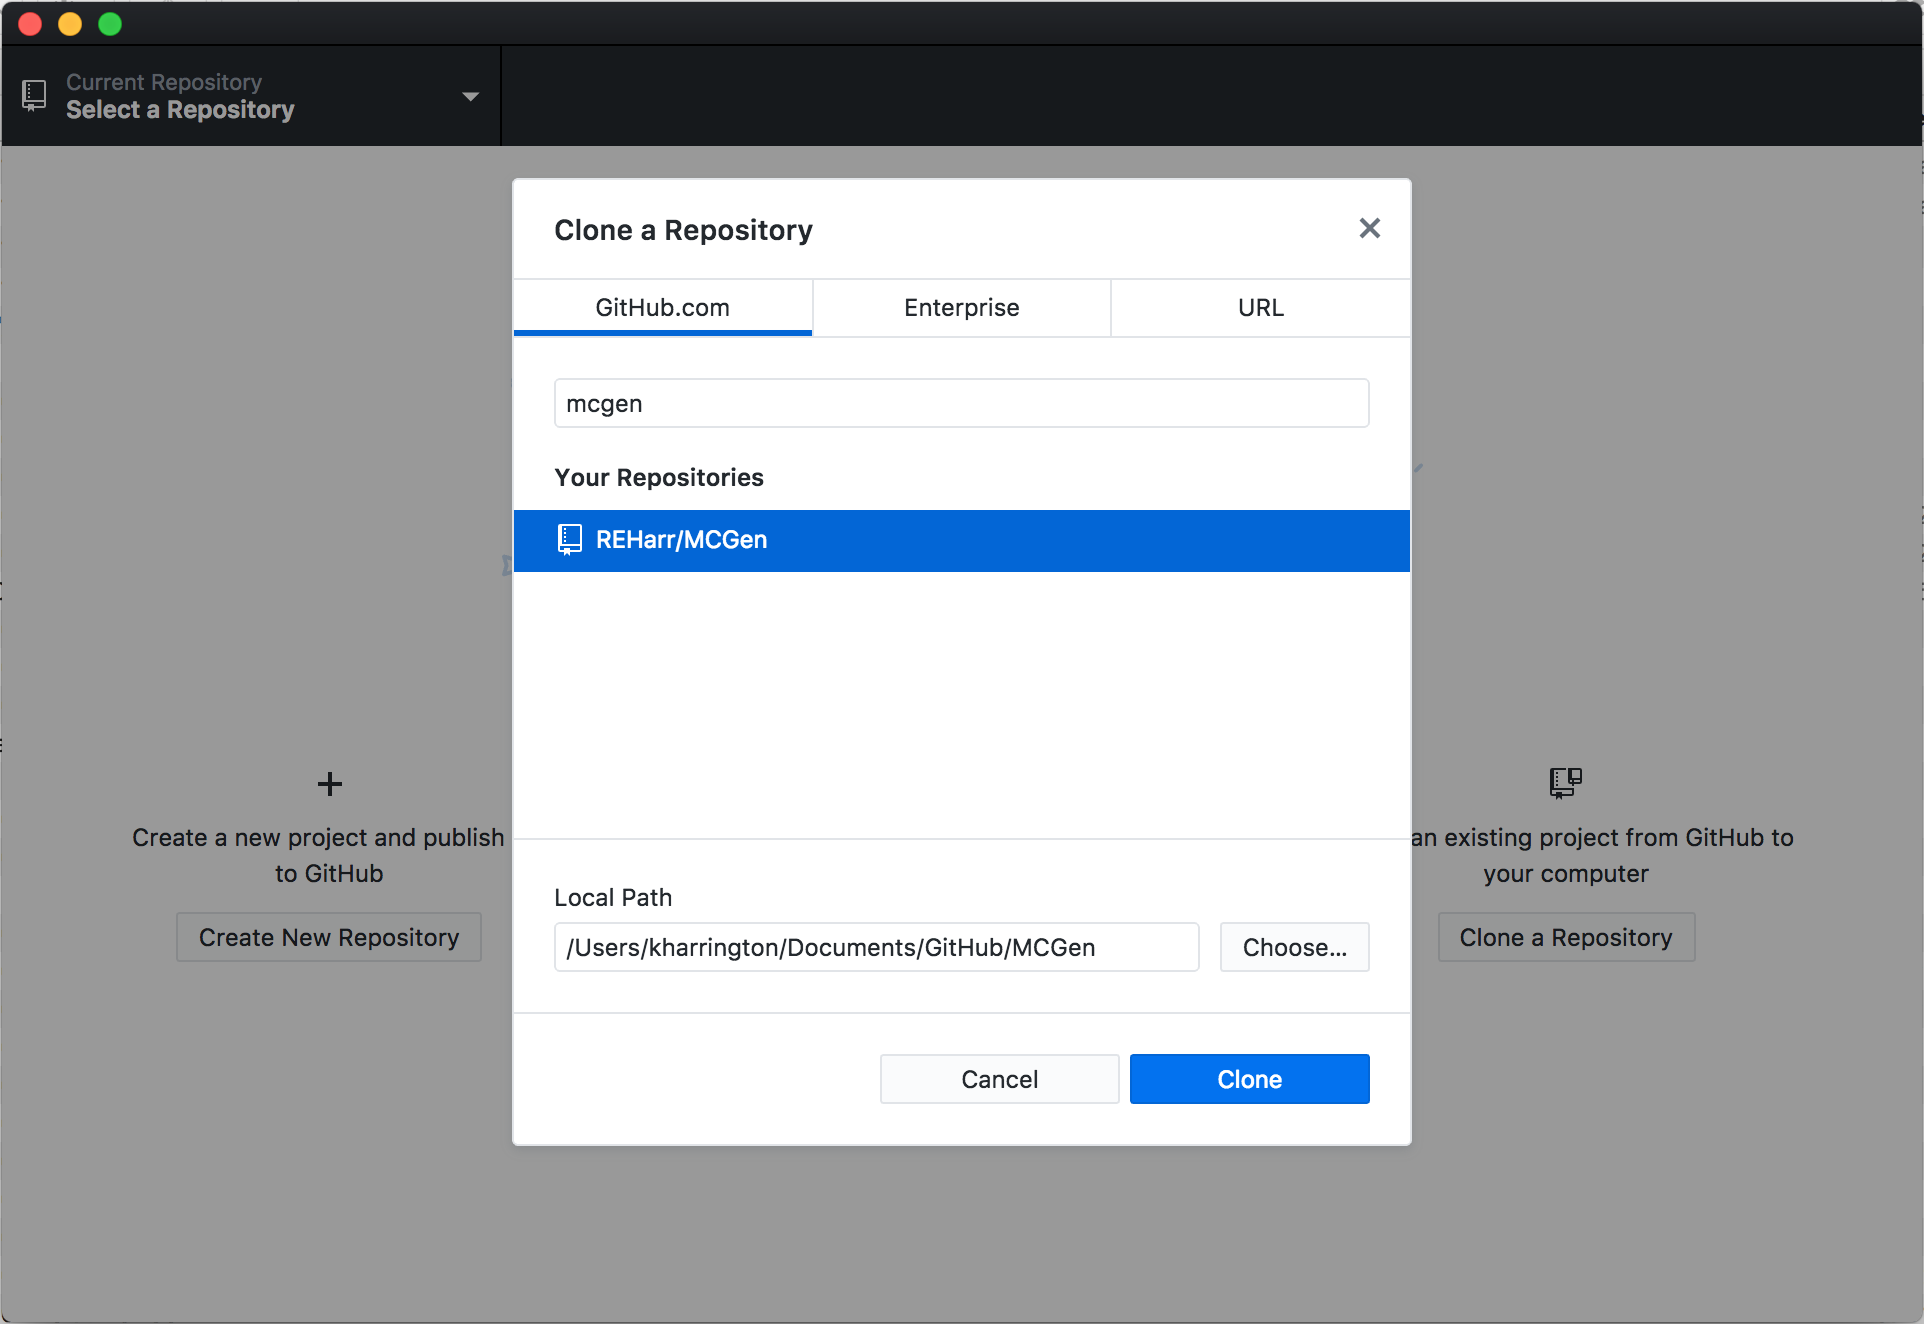 Current Repository
Select a Repository
Clone a Repository
GitHub.com
Enterprise
URL
mcgen
Your Repositories
REHarr/MCGen
Create a new project and publish
to GitHub
Create New Repository
an existing project from GitHub to
your computer
Clone a Repository
Local Path
/Users/kharrington/Documents/GitHub/MCGen
Choose...
Cancel
Clone